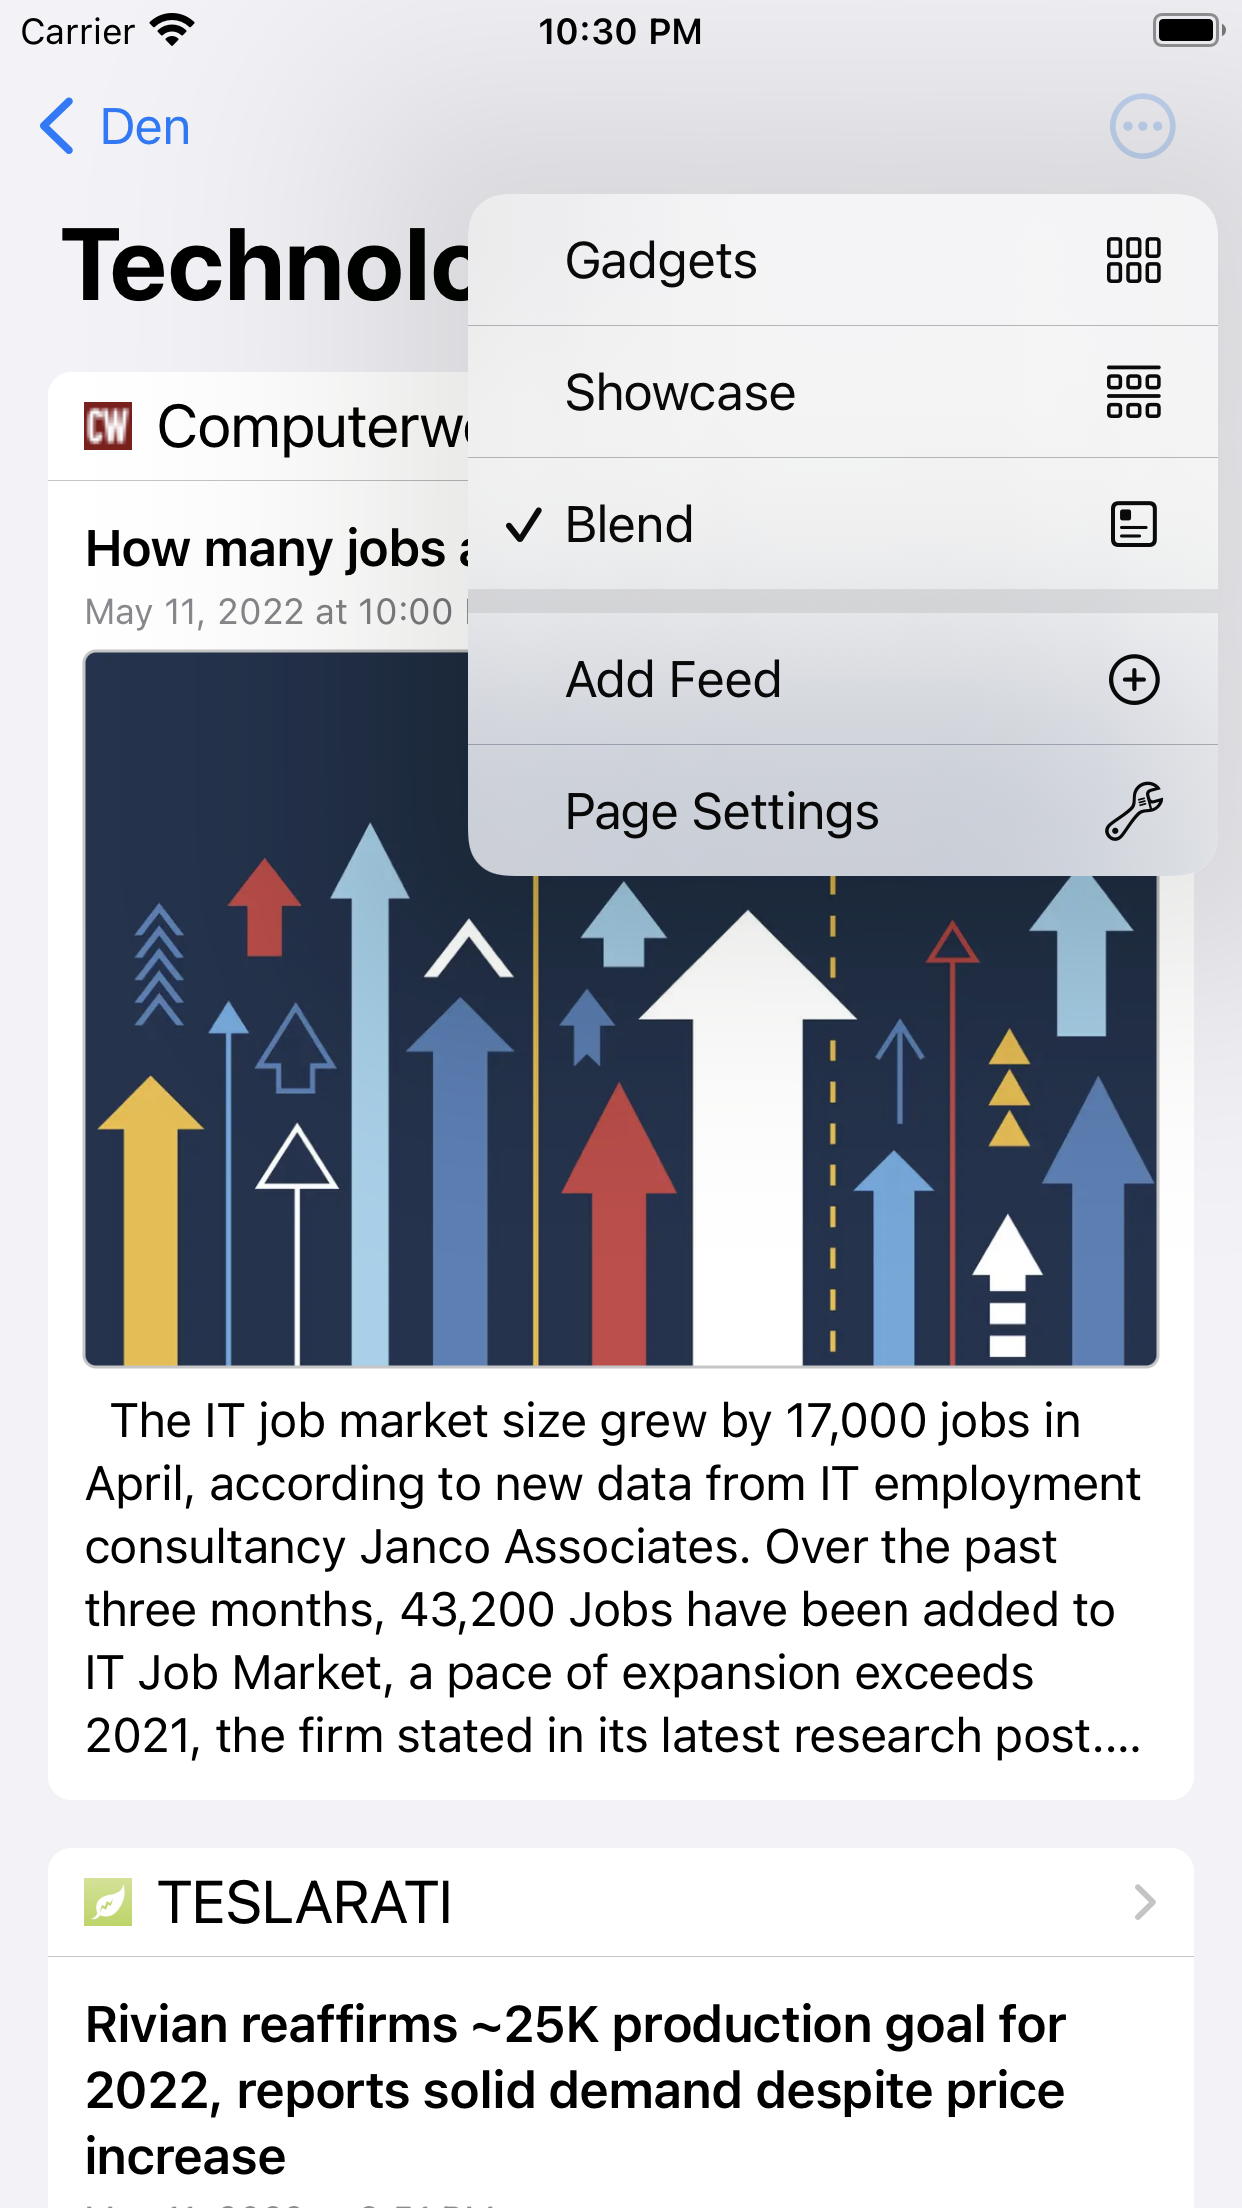 Carrier
10:30 PM
Den
Gadgets
Showcase
Blend
Add Feed
Page Settings
CW
How many jobs
May 11, 2022 at 10:00
The IT job market size grew by 17,000 jobs in
April, according to new data from IT employment
consultancy Janco Associates. Over the past
three months, 43,200 Jobs have been added to
IT Job Market, a pace of expansion exceeds
2021, the firm stated in its latest research post....
TESLARATI
Rivian reaffirms ~25K production goal for
2022, reports solid demand despite price
increase